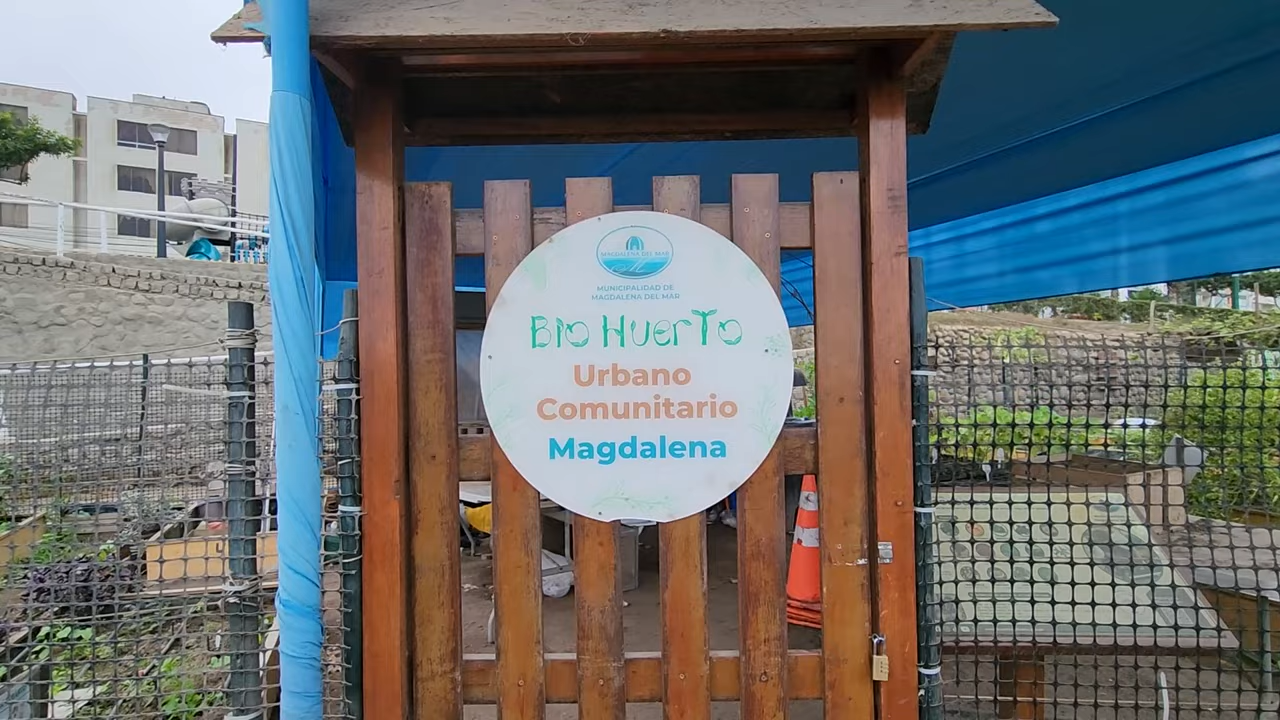 MAGDALENA DEL MAR
MUNICIPALIDAD DE
MAGDALENA DEL MAR
BIO HuerTo
Urbano
Comunitario
Magdalena